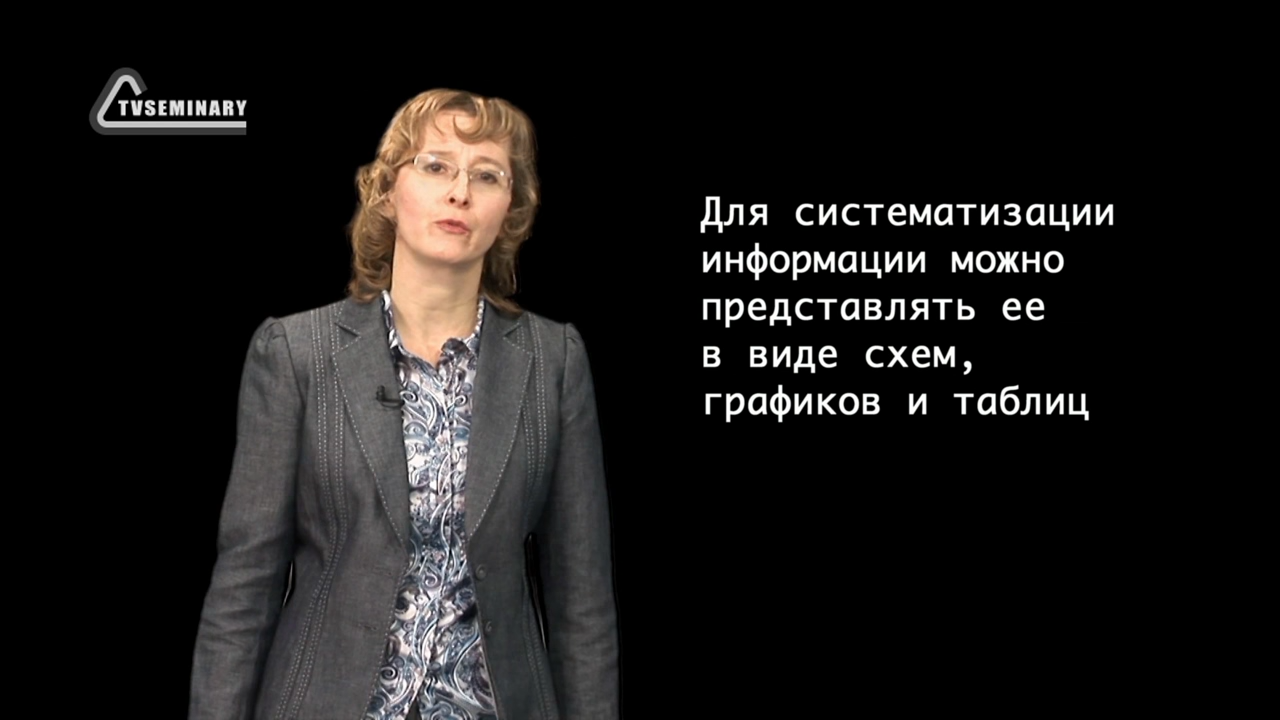 TVSEMINARY
Для систематизации
информации можно
представлять ее
в виде схем,
графиков и таблиц